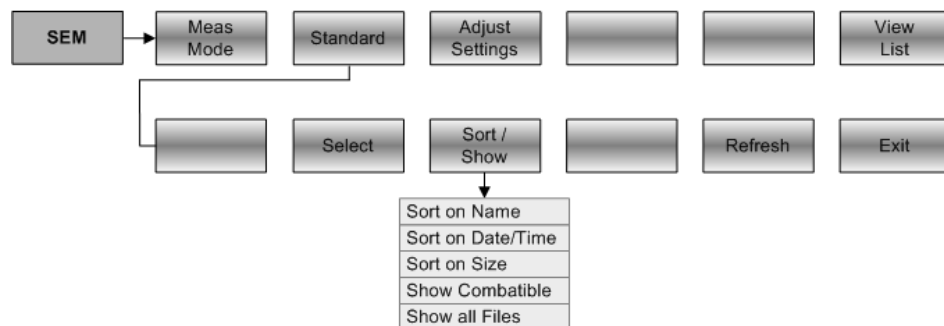 SEM
Meas
Mode
Standard
Adjust
Settings
View
List
Select
Sort /
Show
Refresh
Exit
Sort on Name
Sort on Date/Time
Sort on Size
Show Combatible
Show all Files